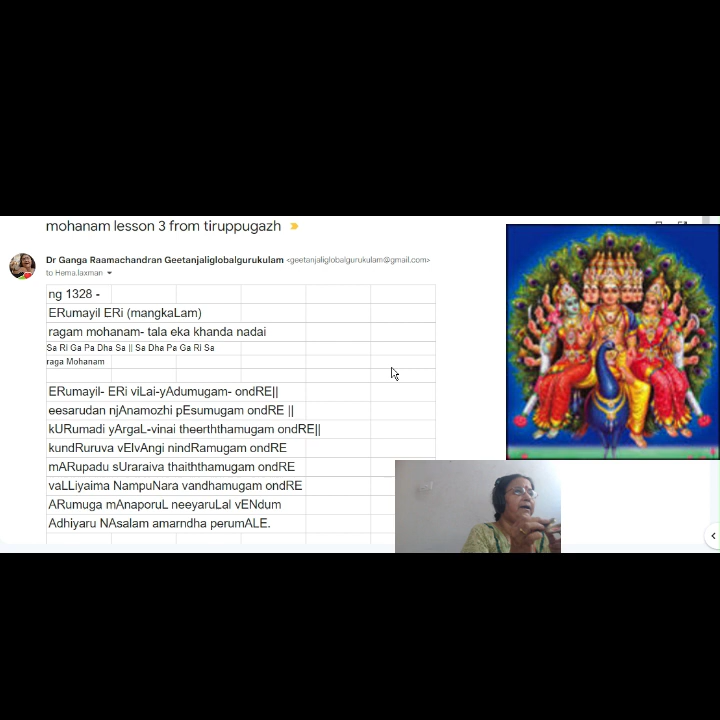 mohanam lesson 3 from tiruppugazh
Dr Ganga Raamachandran Geetanjaliglobalgurukulam <geetanjaliglobalgurukulam@gmail.com>
to Hema.laxman
ng 1328 -
ERumayil ERi (mangkaLam)
ragam mohanam- tala eka khanda nadai
Sa Ri Ga Pa Dha Sa || Sa Dha Pa Ga Ri Sa
raga Mohanam
ERumayil- ERi viLai-yAdumugam- ondRE||
eesarudan njAnamozhi pEsumugam ondRE ||
kURumadi yArgaL-vinai theerththamugam ondRE||
kundRuruva vElvAngi nindRamugam ondRE
mARupadu sUraraiva thaiththamugam ondRE
vaLLiyaima NampuNara vandhamugam ondRE
ARumuga mAnaporuL neeyaruLal vENdum
Adhiyaru NAsalam amarndha perumALE.